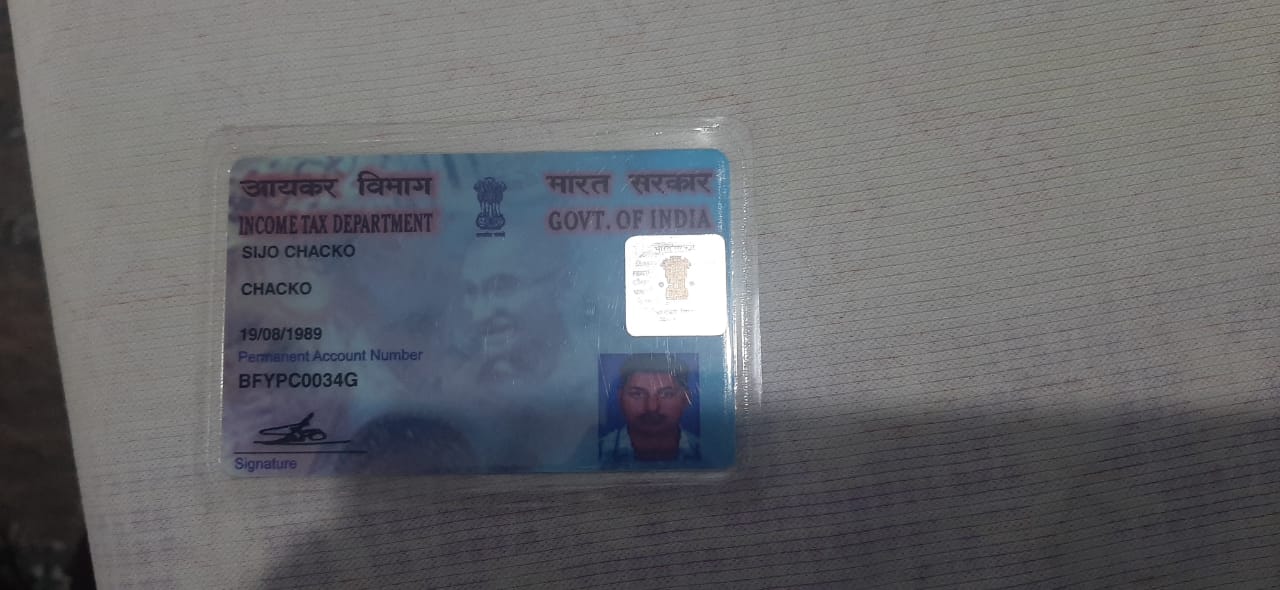 आयकर विभाग
INCOME TAX DEPARTMENT
भारत सरकार
GOVT. OF INDIA
SIJO CHACKO
CHACKO
19/08/1989
Permanent Account Number
BFYPC0034G
Sijo
Signature